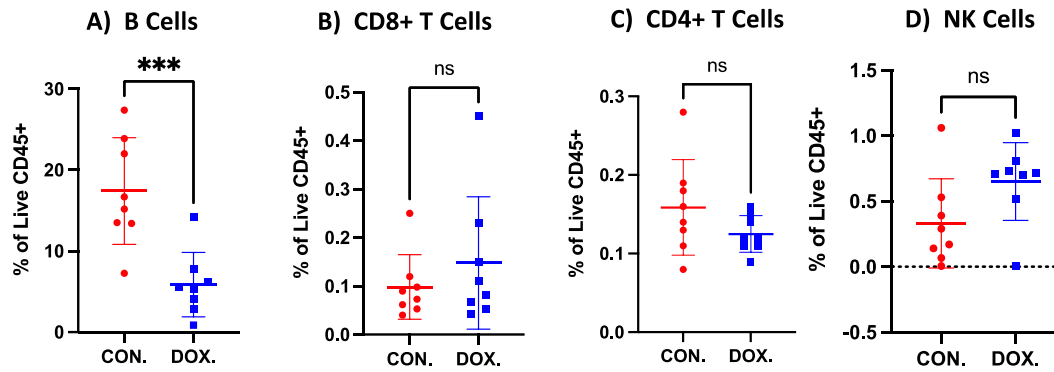 A) B Cells
% of Live CD45+
30
20
10
0
***
CON. DOX.
B) CD8+ T Cells
% of Live CD45+
0.5
0.4
0.3
0.2
0.1
0.0
ns
CON. DOX.
C) CD4+ T Cells
% of Live CD45+
0.3
0.2
0.1
0.0
ns
CON. DOX.
D) NK Cells
% of Live CD45+
1.5
1.0
0.5
0.0
-0.5
ns
CON. DOX.